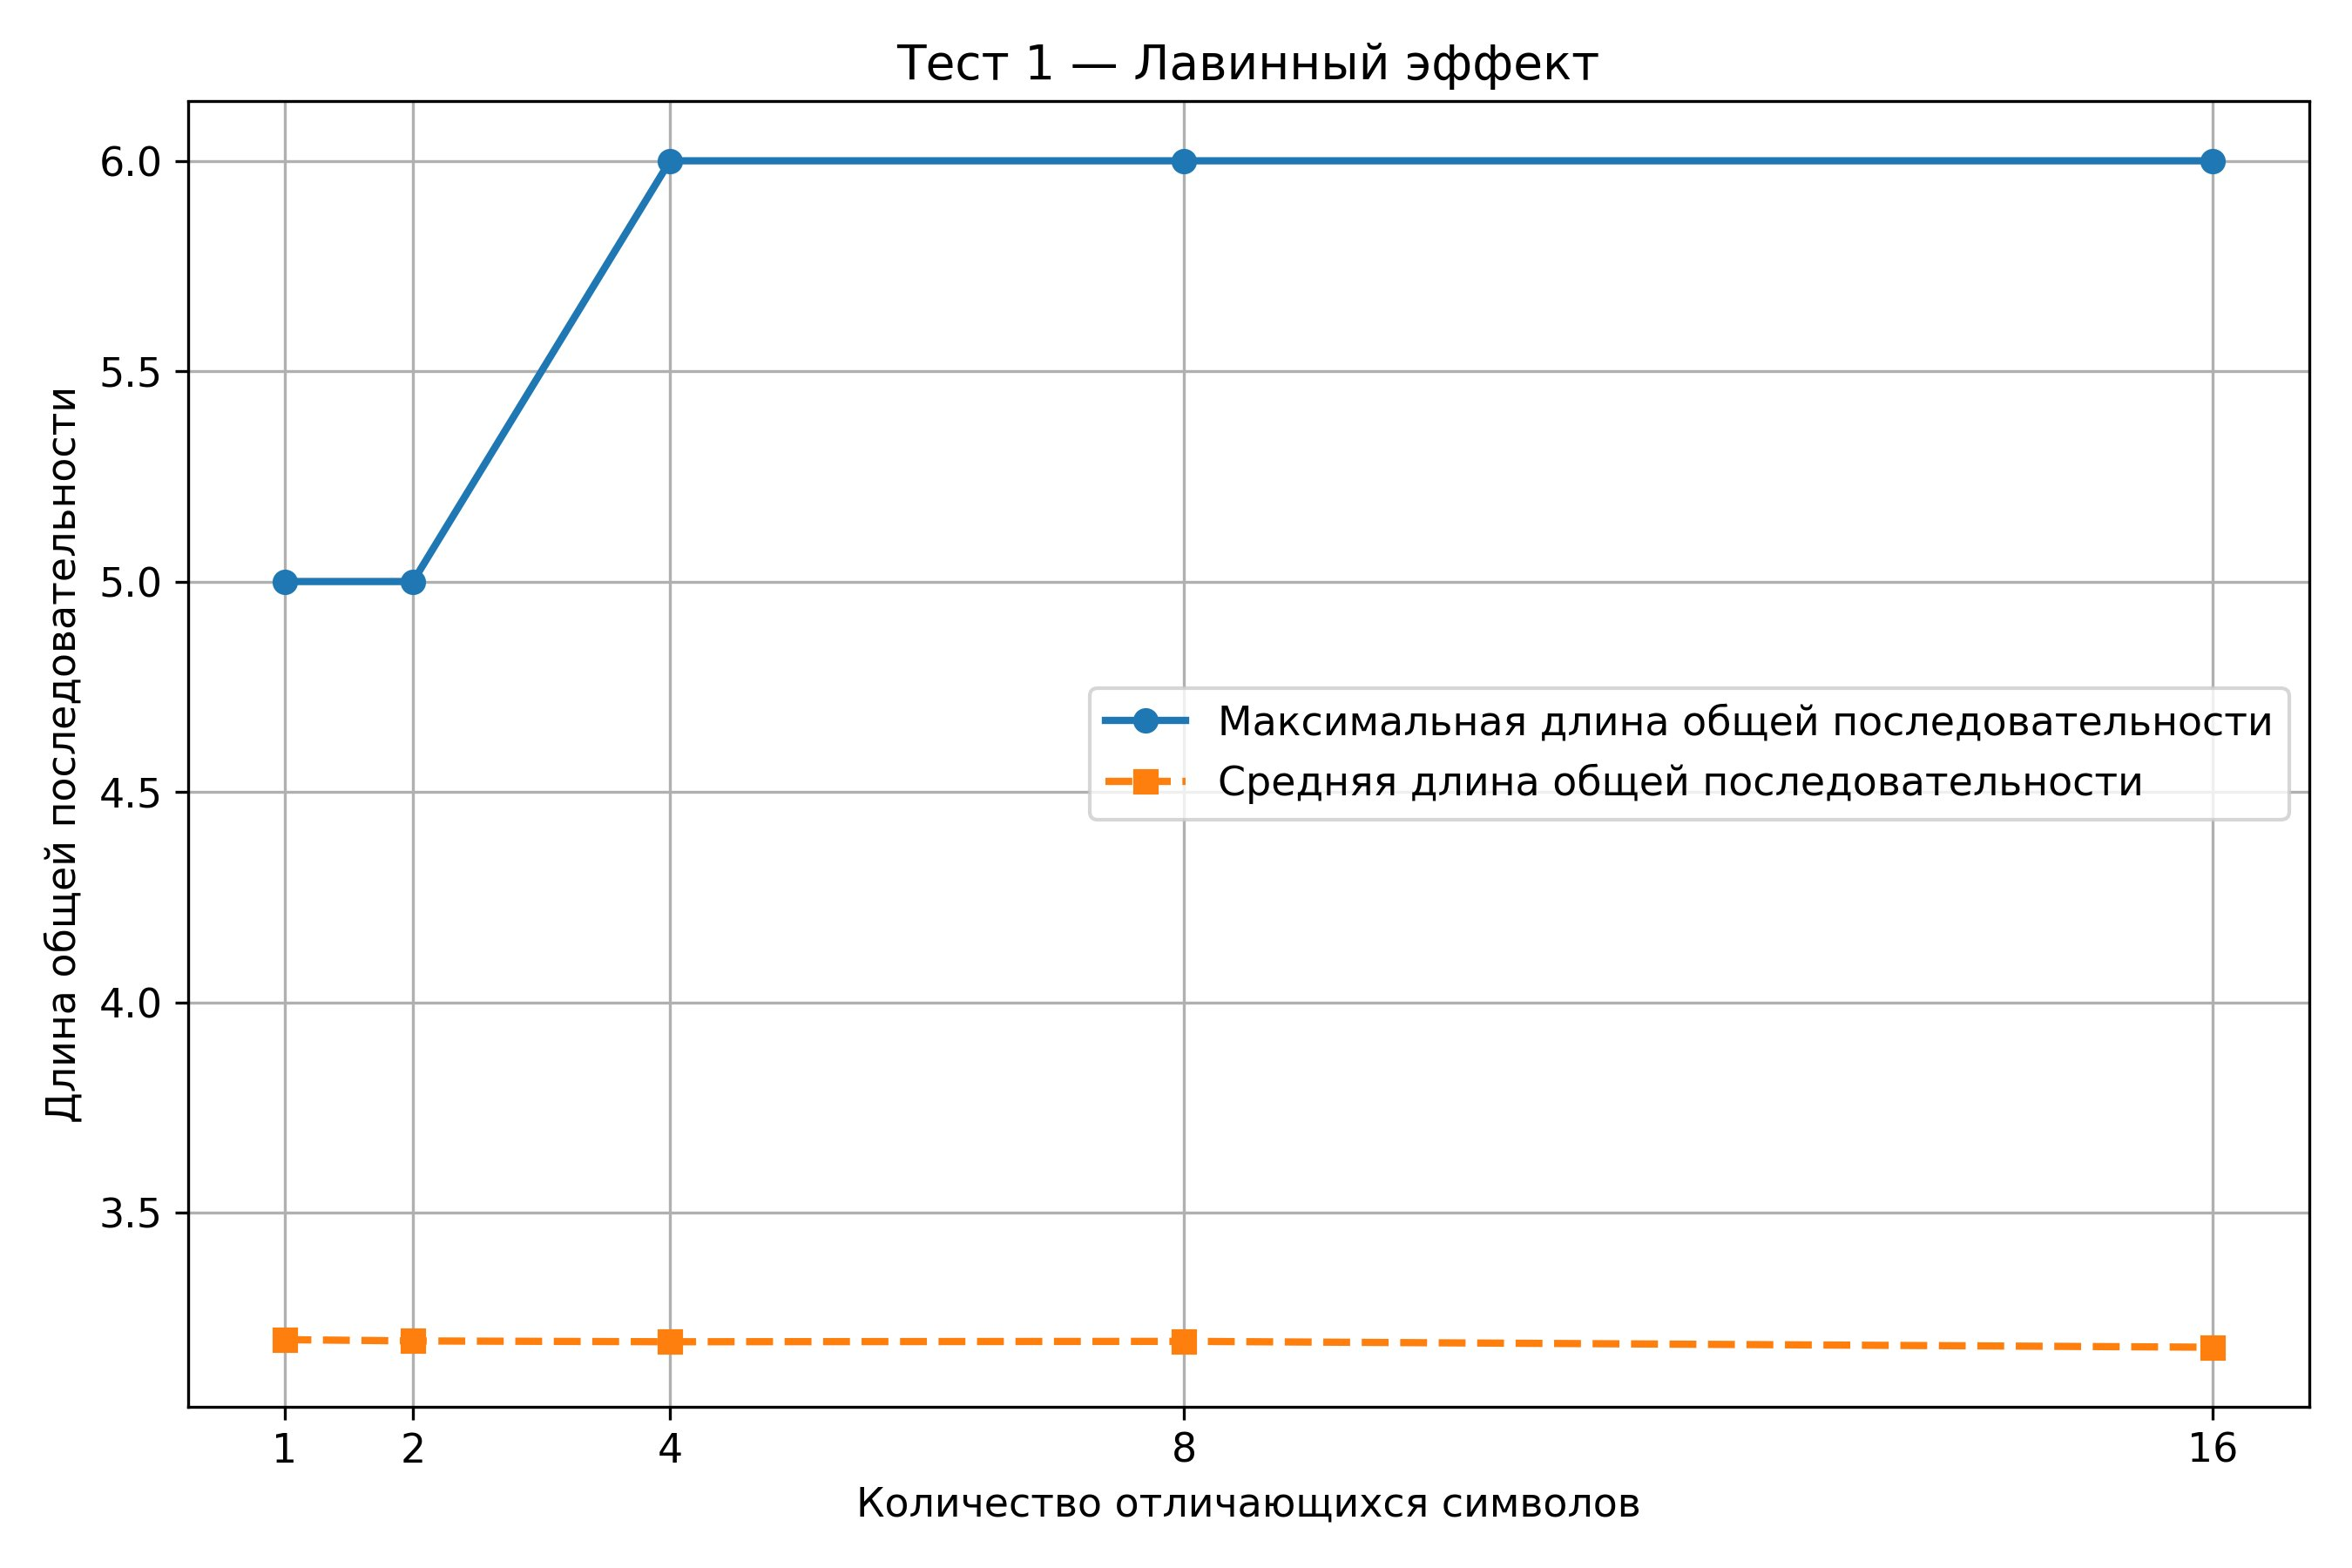 Тест 1 — Лавинный эффект
Длина общей последовательности
6.0
5.5
5.0
4.5
4.0
3.5
Максимальная длина общей последовательности
Средняя длина общей последовательности
1 2 4 8 16
Количество отличающихся символов